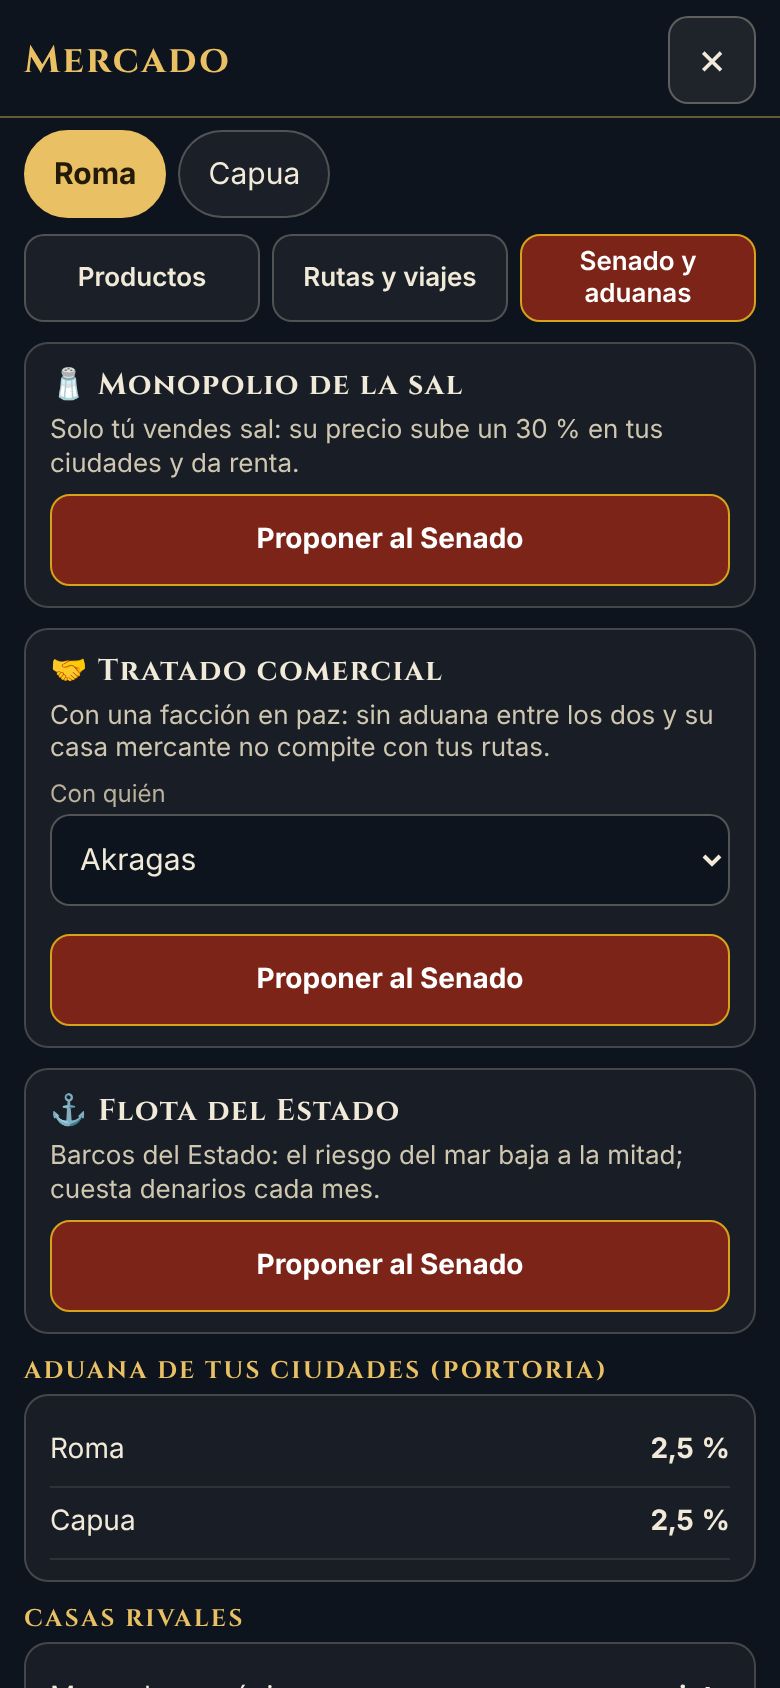 Mercado
Roma
Capua
Productos
Rutas y viajes
Senado y
aduanas
Monopolio de la sal
Solo tú vendes sal: su precio sube un 30 % en tus
ciudades y da renta.
Proponer al Senado
Tratado comercial
Con una facción en paz: sin aduana entre los dos y su
casa mercante no compite con tus rutas.
Con quién
Akragas
Proponer al Senado
Flota del Estado
Barcos del Estado: el riesgo del mar baja a la mitad;
cuesta denarios cada mes.
Proponer al Senado
ADUANA DE TUS CIUDADES (PORTORIA)
Roma 2,5 %
Capua 2,5 %
CASAS RIVALES